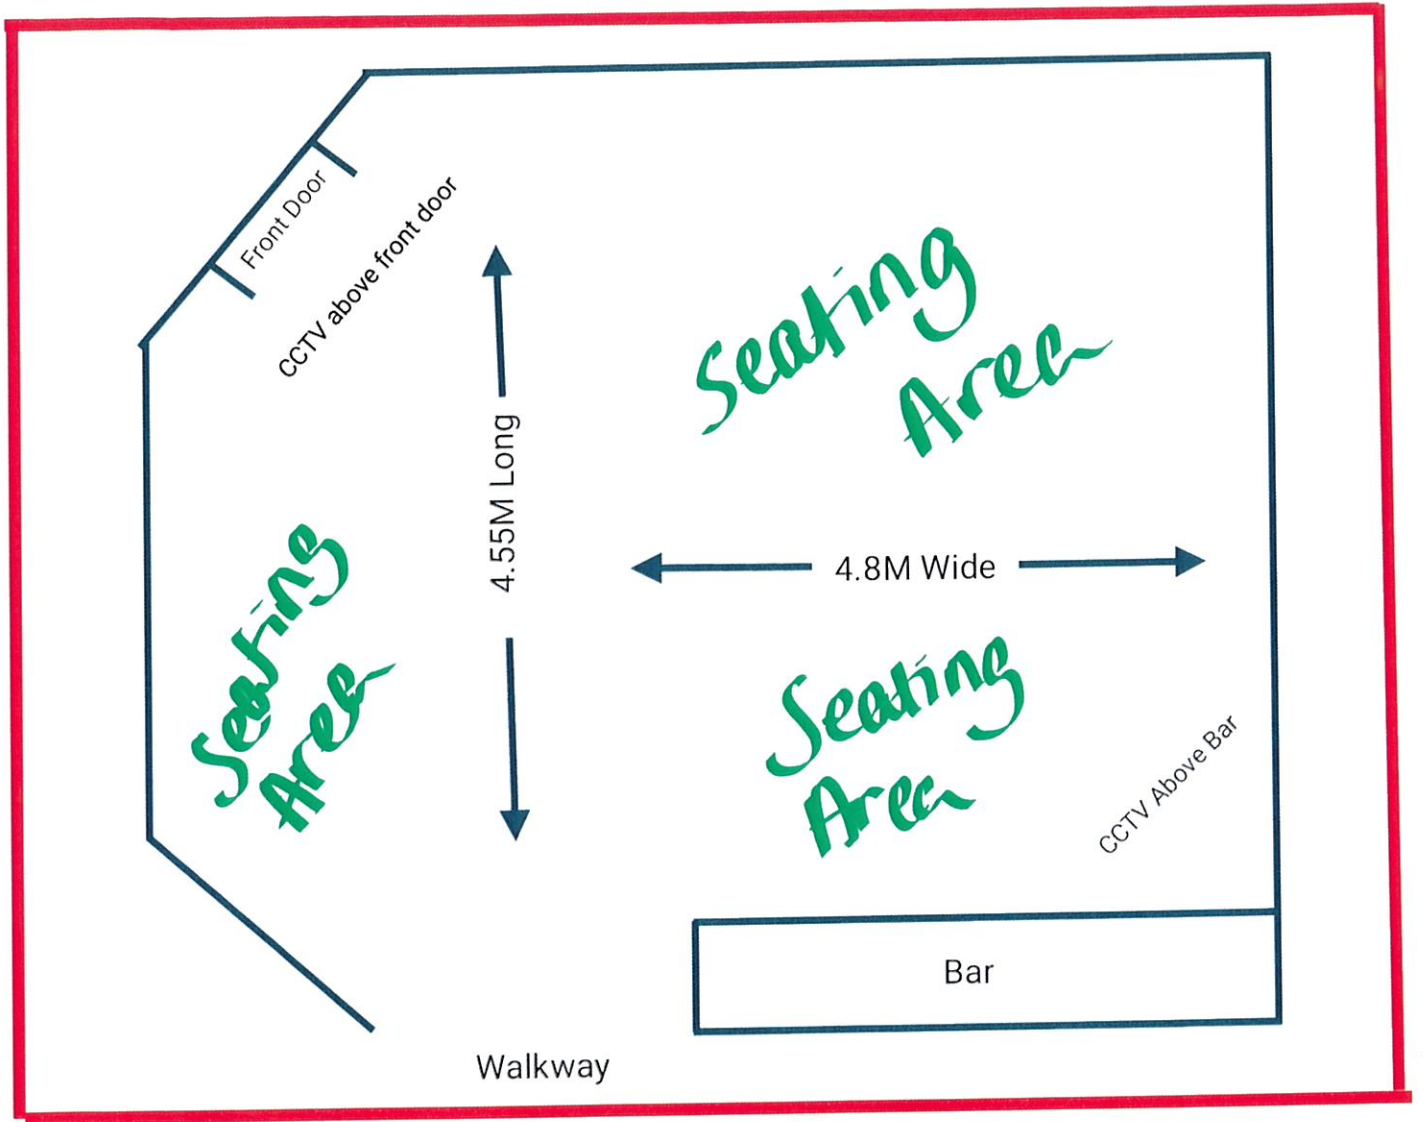 Front Door
CCTV above front door
Seating
Area
4.55M Long
4.8M Wide
Seating
Area
Seating
Area
CCTV Above Bar
Bar
Walkway